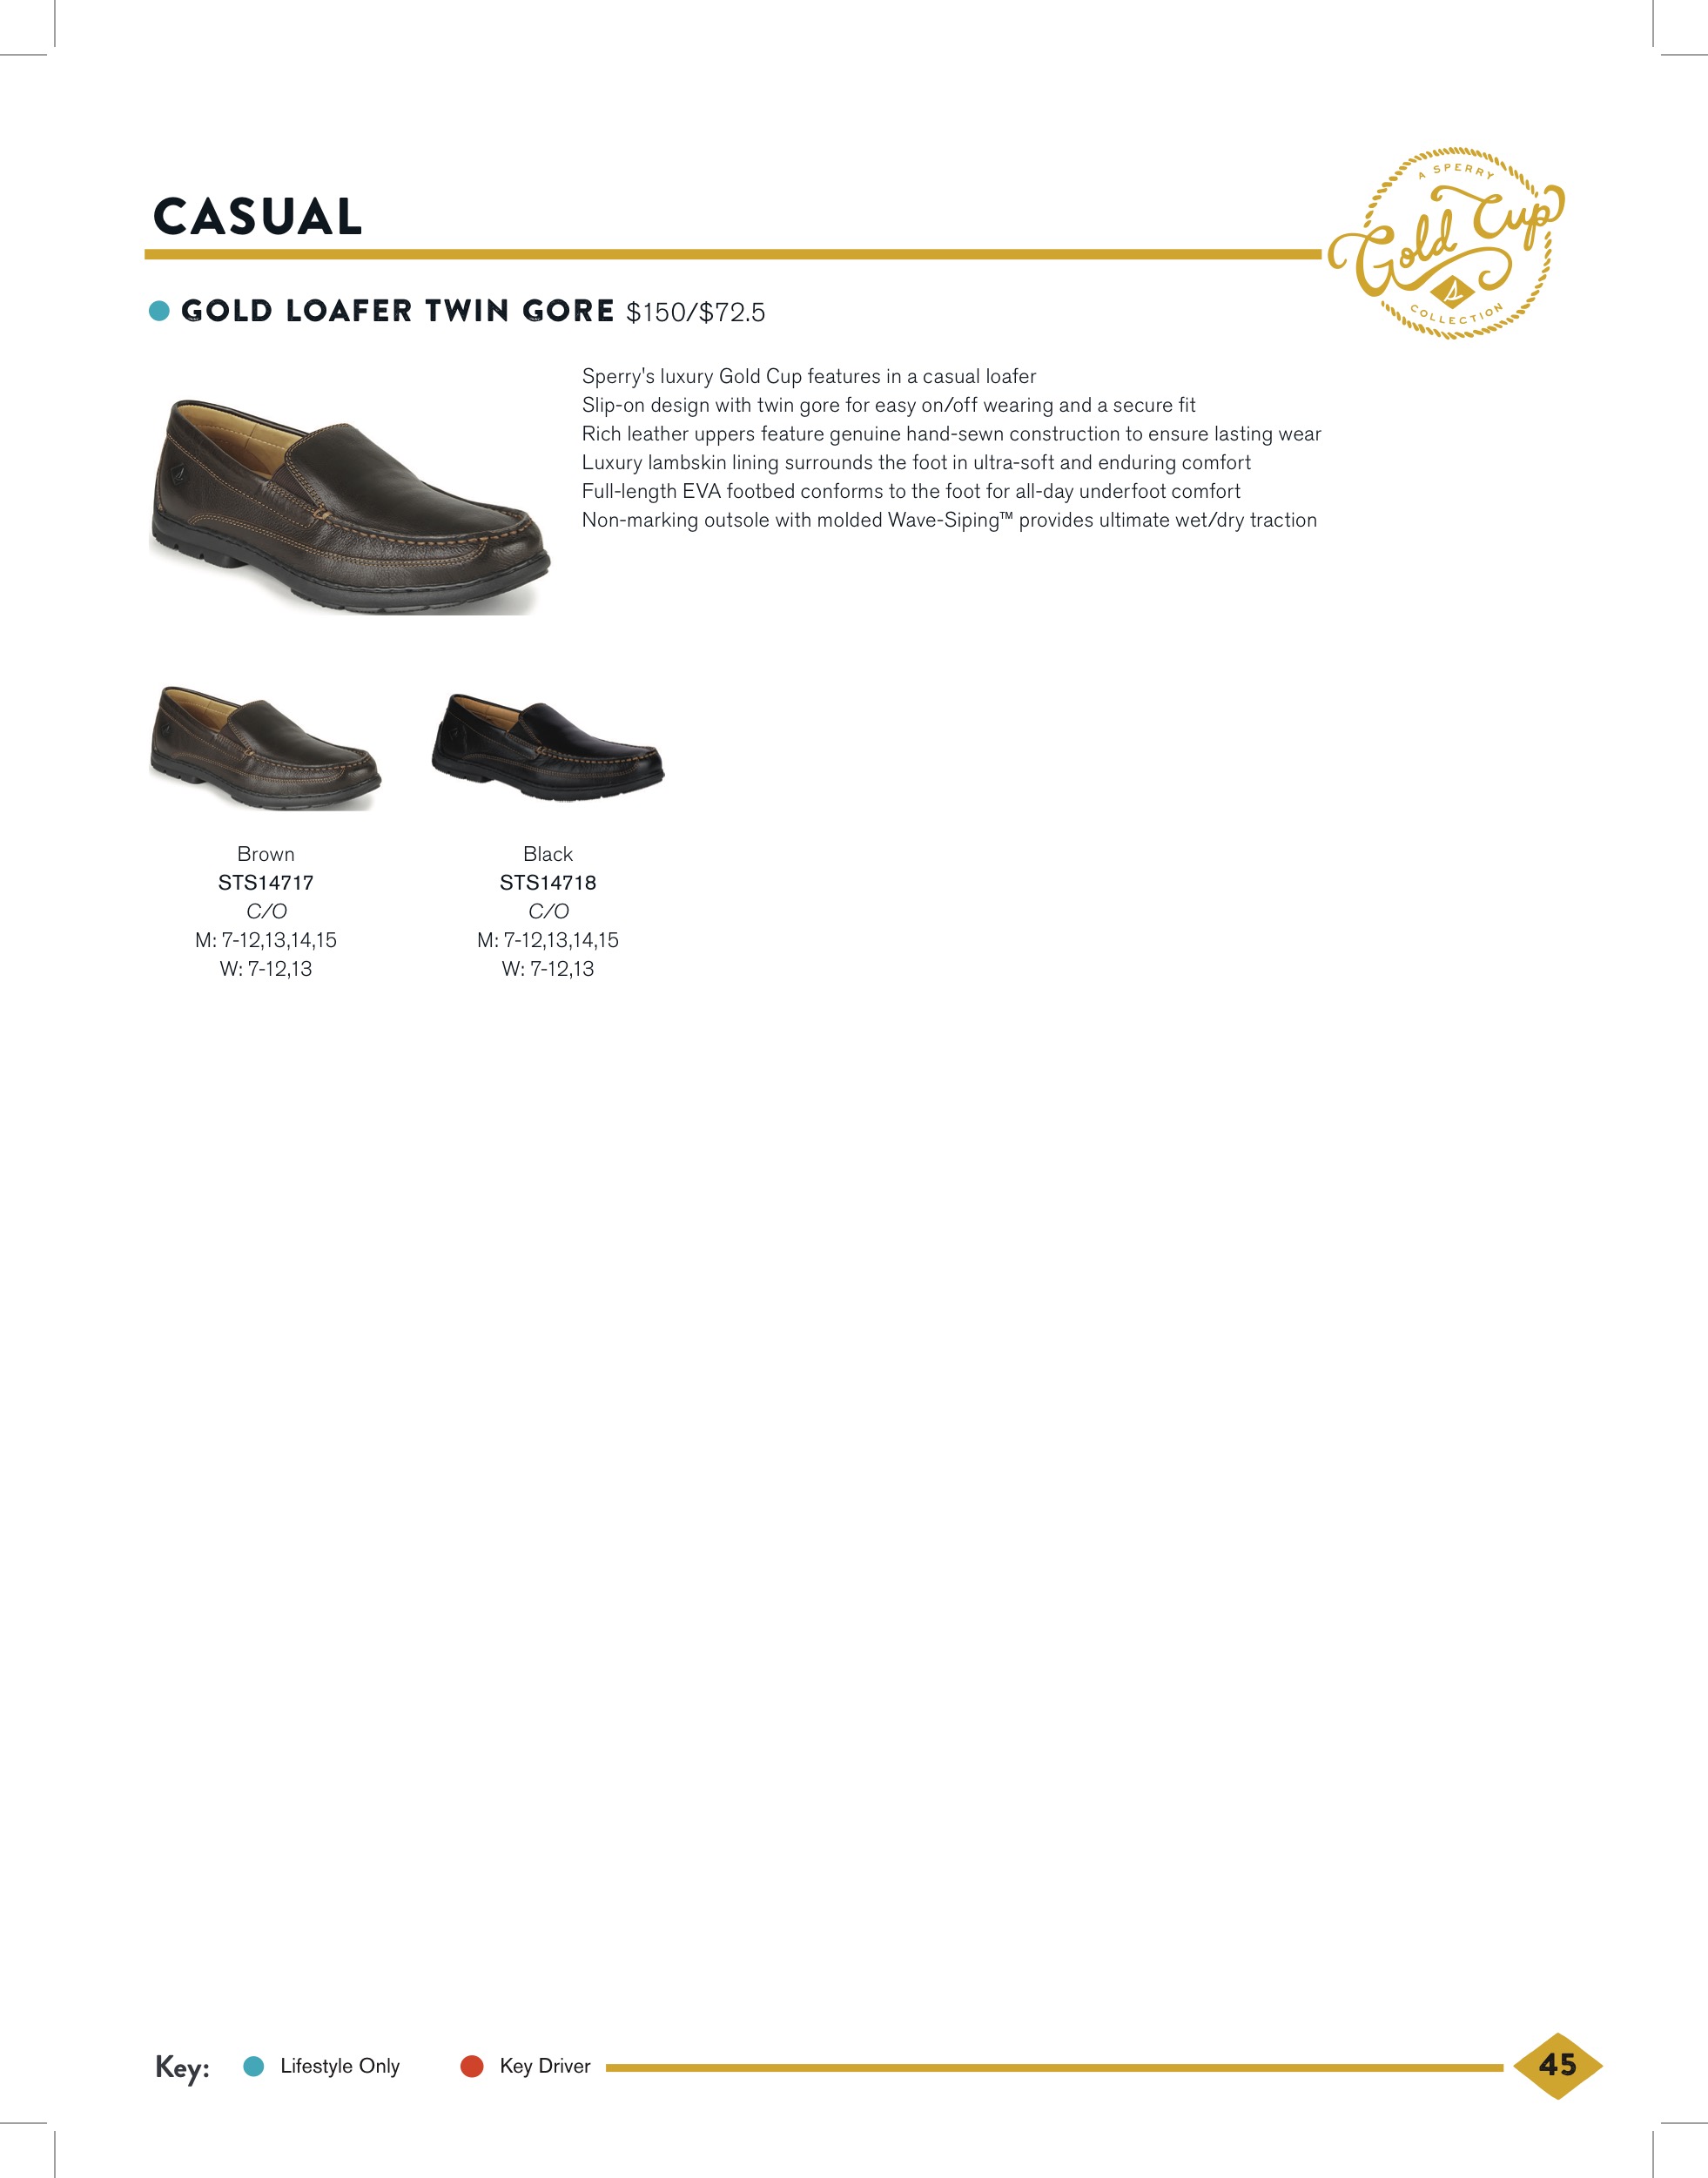 A SPERRY
Gold Cup
COLLECTION
CASUAL
GOLD LOAFER TWIN GORE $150/$72.5
Sperry's luxury Gold Cup features in a casual loafer
Slip-on design with twin gore for easy on/off wearing and a secure fit
Rich leather uppers feature genuine hand-sewn construction to ensure lasting wear
Luxury lambskin lining surrounds the foot in ultra-soft and enduring comfort
Full-length EVA footbed conforms to the foot for all-day underfoot comfort
Non-marking outsole with molded Wave-Siping™ provides ultimate wet/dry traction
Brown
STS14717
C/O
M: 7-12,13,14,15
W: 7-12,13
Black
STS14718
C/O
M: 7-12,13,14,15
W: 7-12,13
Key: Lifestyle Only Key Driver
45